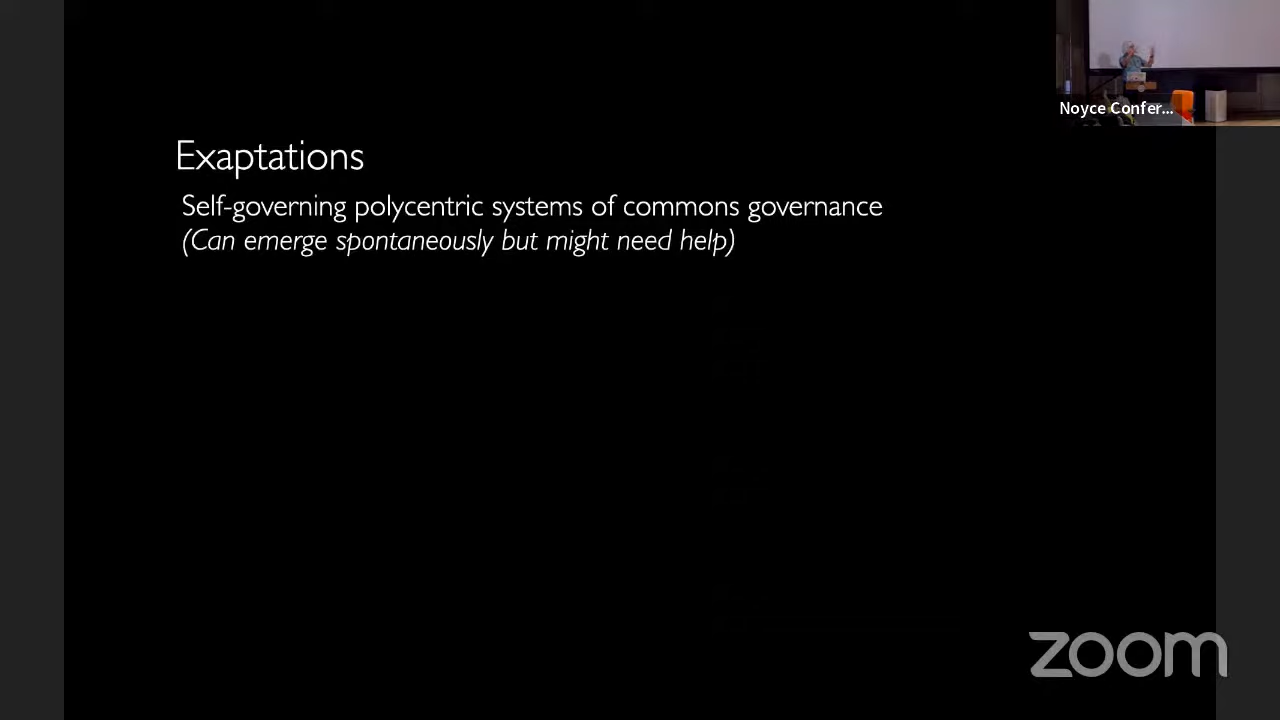 Noyce Confer...
Exaptations
Self-governing polycentric systems of commons governance
(Can emerge spontaneously but might need help)
zoom